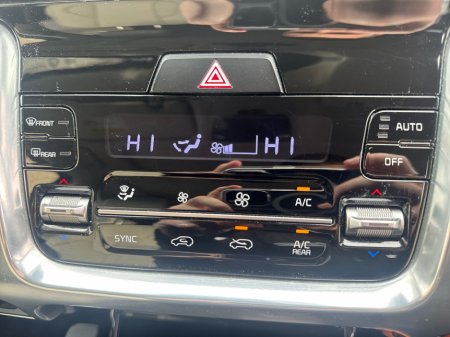 FRONT
AUTO
HI HI
REAR
OFF
A/C
SYNC
A/C
REAR